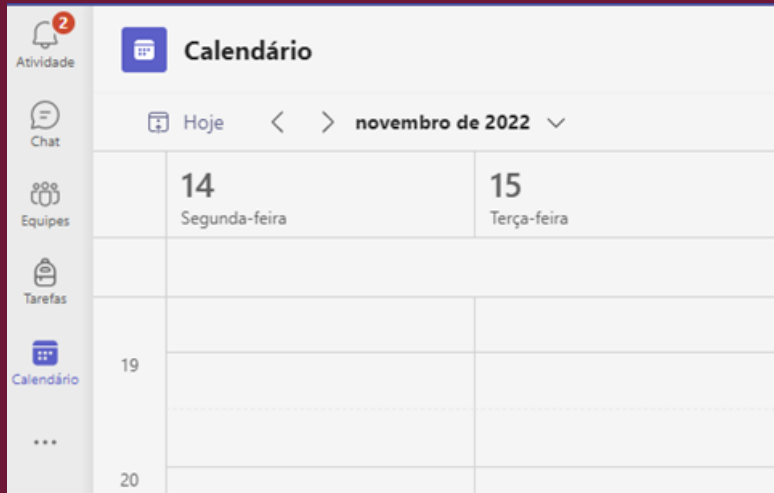 2
Atividade
Chat
Equipes
Tarefas
Calendário
Calendário
Hoje novembro de 2022
14 15
Segunda-feira Terça-feira
19
20